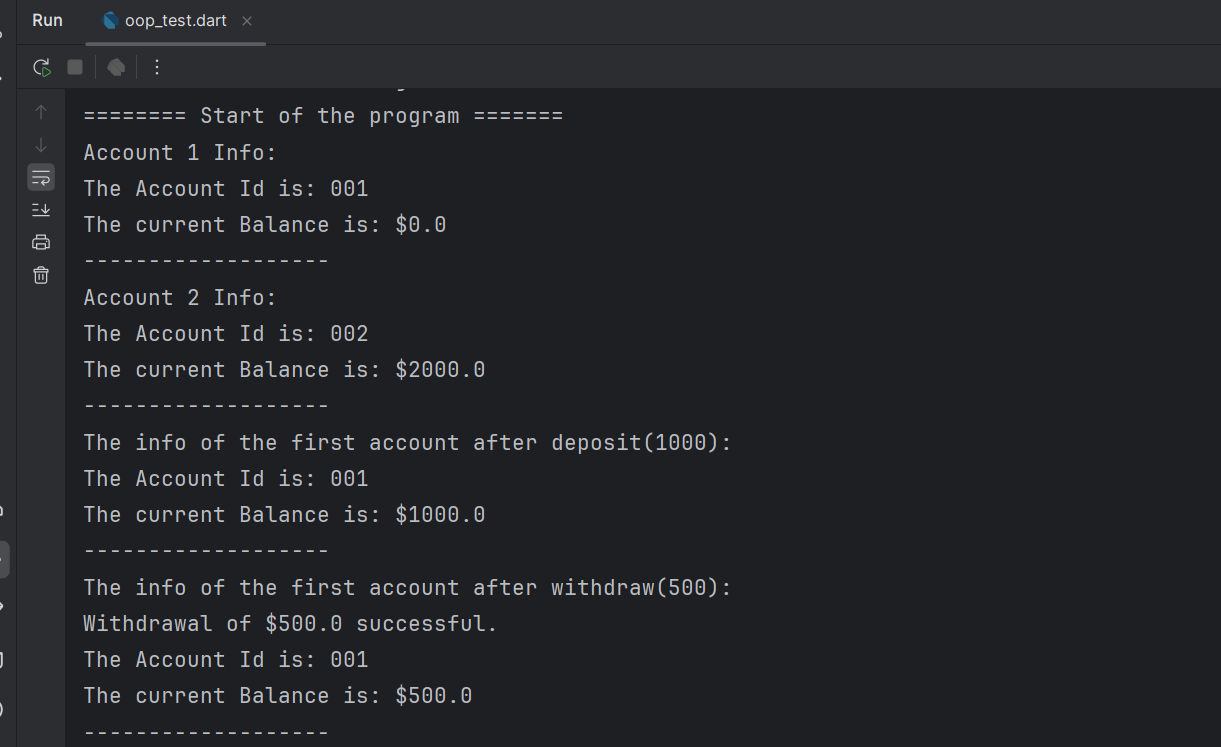 Run
oop_test.dart
======== Start of the program =======
Account 1 Info:
The Account Id is: 001
The current Balance is: $0.0
-------------------
Account 2 Info:
The Account Id is: 002
The current Balance is: $2000.0
-------------------
The info of the first account after deposit(1000):
The Account Id is: 001
The current Balance is: $1000.0
-------------------
The info of the first account after withdraw(500):
Withdrawal of $500.0 successful.
The Account Id is: 001
The current Balance is: $500.0
-------------------